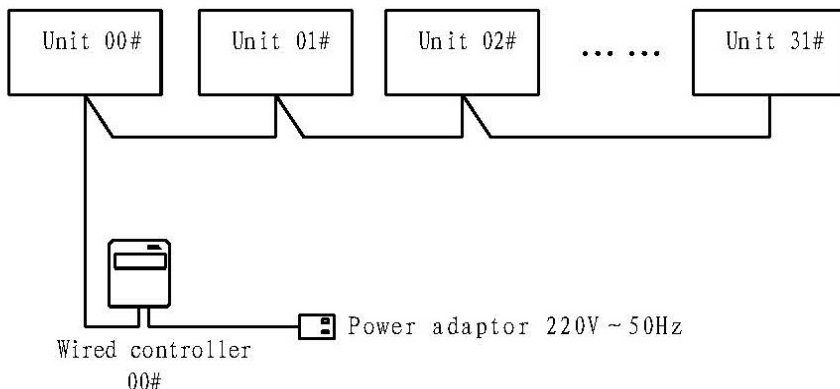 Unit 00#
Unit 01#
Unit 02#
... ...
Unit 31#
Power adaptor 220V～50Hz
Wired controller
00#